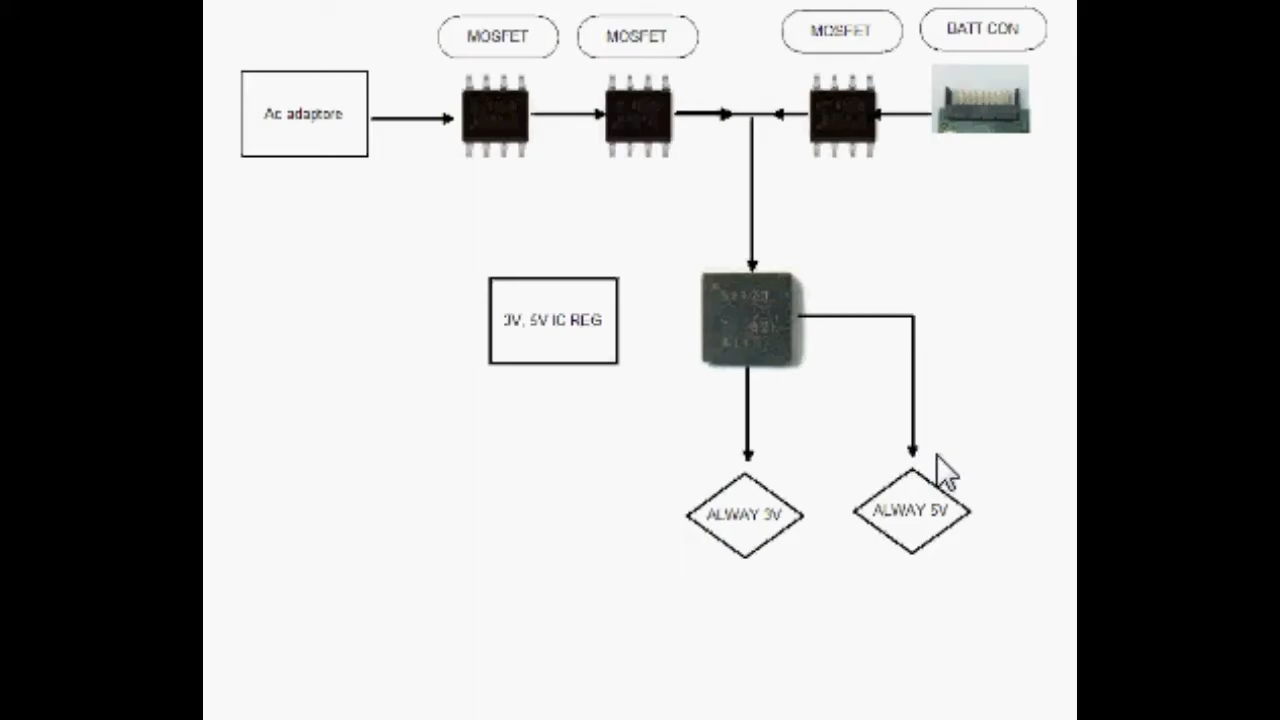 MOSFET
MOSFET
MOSFET
BATT CON
Ac adaptore
3V, 5V IC REG
ALWAY 3V
ALWAY 5V